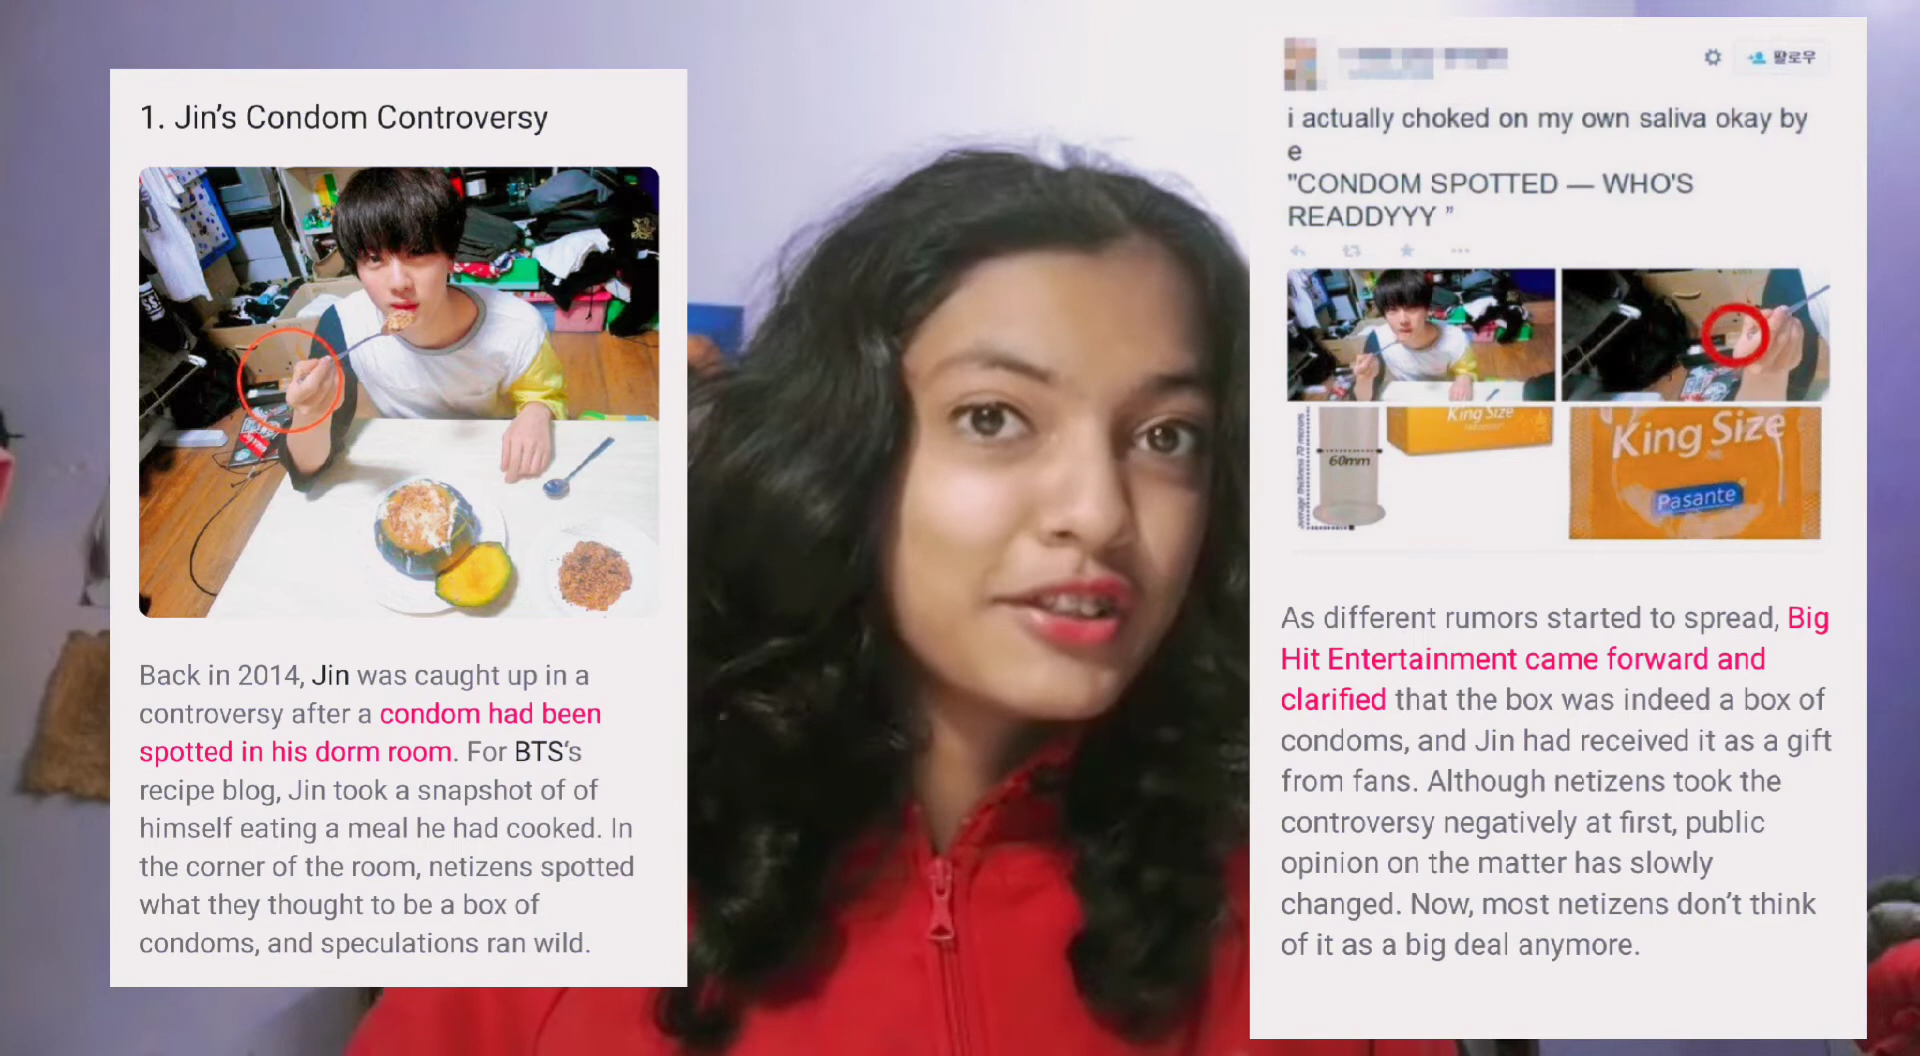 1. Jin’s Condom Controversy
Back in 2014, Jin was caught up in a
controversy after a condom had been
spotted in his dorm room. For BTS‘s
recipe blog, Jin took a snapshot of of
himself eating a meal he had cooked. In
the corner of the room, netizens spotted
what they thought to be a box of
condoms, and speculations ran wild.
팔로우
i actually choked on my own saliva okay by
e
"CONDOM SPOTTED — WHO'S
READDYYY ”
average thickness 70 microns
60mm
King Size
King Size
Pasante
As different rumors started to spread, Big
Hit Entertainment came forward and
clarified that the box was indeed a box of
condoms, and Jin had received it as a gift
from fans. Although netizens took the
controversy negatively at first, public
opinion on the matter has slowly
changed. Now, most netizens don’t think
of it as a big deal anymore.